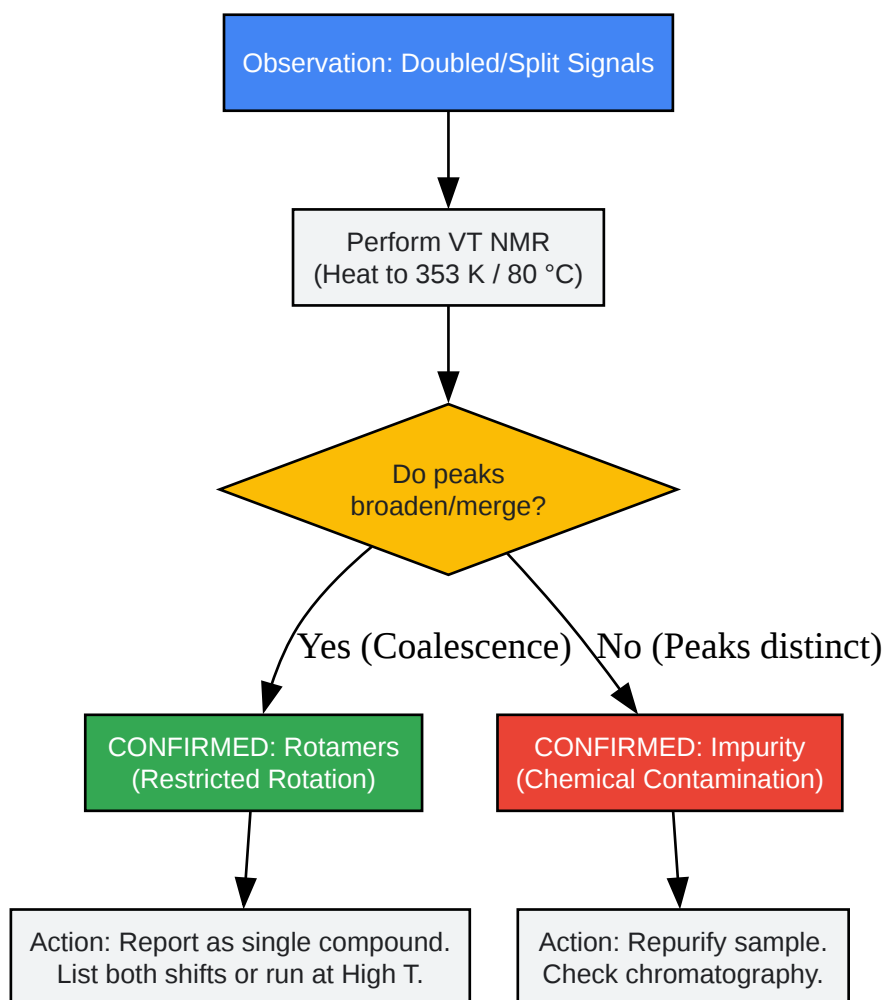 Observation: Doubled/Split Signals
Perform VT NMR
(Heat to 353 K / 80 °C)
Do peaks
broaden/merge?
Yes (Coalescence)
No (Peaks distinct)
CONFIRMED: Rotamers
(Restricted Rotation)
CONFIRMED: Impurity
(Chemical Contamination)
Action: Report as single compound.
List both shifts or run at High T.
Action: Repurify sample.
Check chromatography.